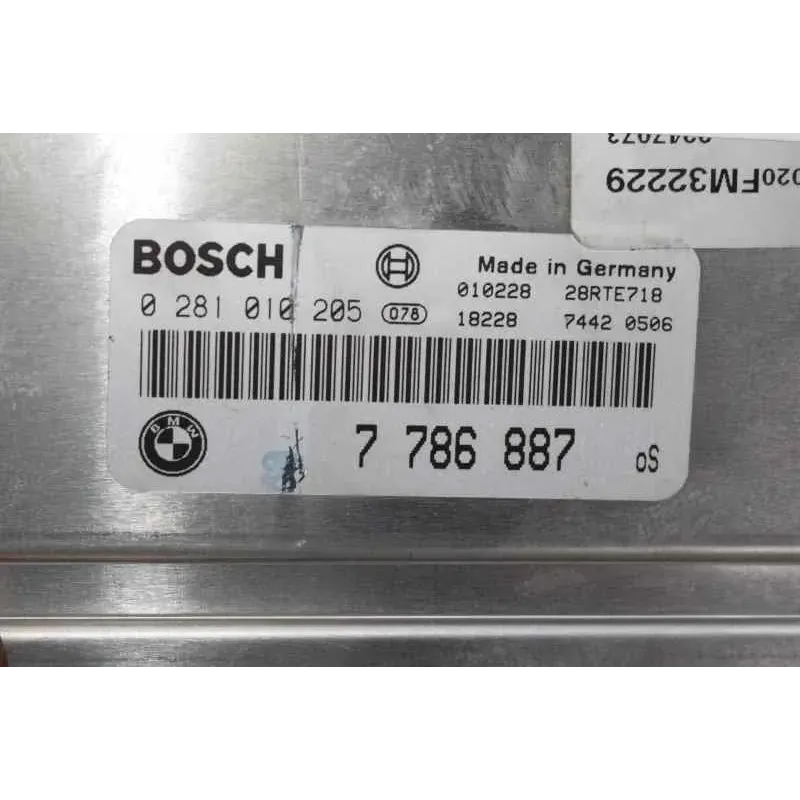 020FM32229
BOSCH
Made in Germany
010228 28RTE718
0 281 010 205 078
18228 7442 0506
BMW
7 786 887 oS